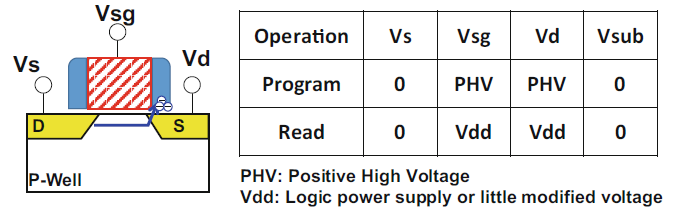 Vsg
Vs
Vd
D
S
P-Well
Operation Vs Vsg Vd Vsub
Program 0 PHV PHV 0
Read 0 Vdd Vdd 0
PHV: Positive High Voltage
Vdd: Logic power supply or little modified voltage